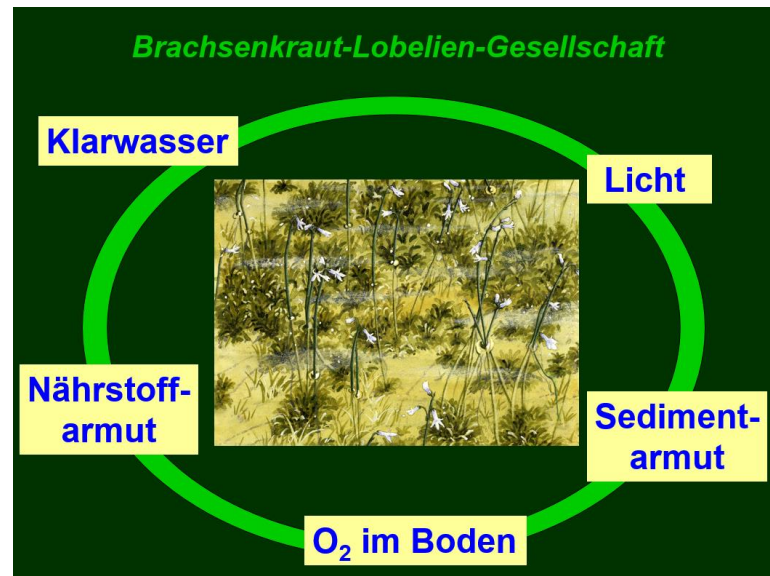 Brachsenkraut-Lobelien-Gesellschaft
Klarwasser
Licht
Nährstoff-
armut
Sediment-
armut
O₂ im Boden